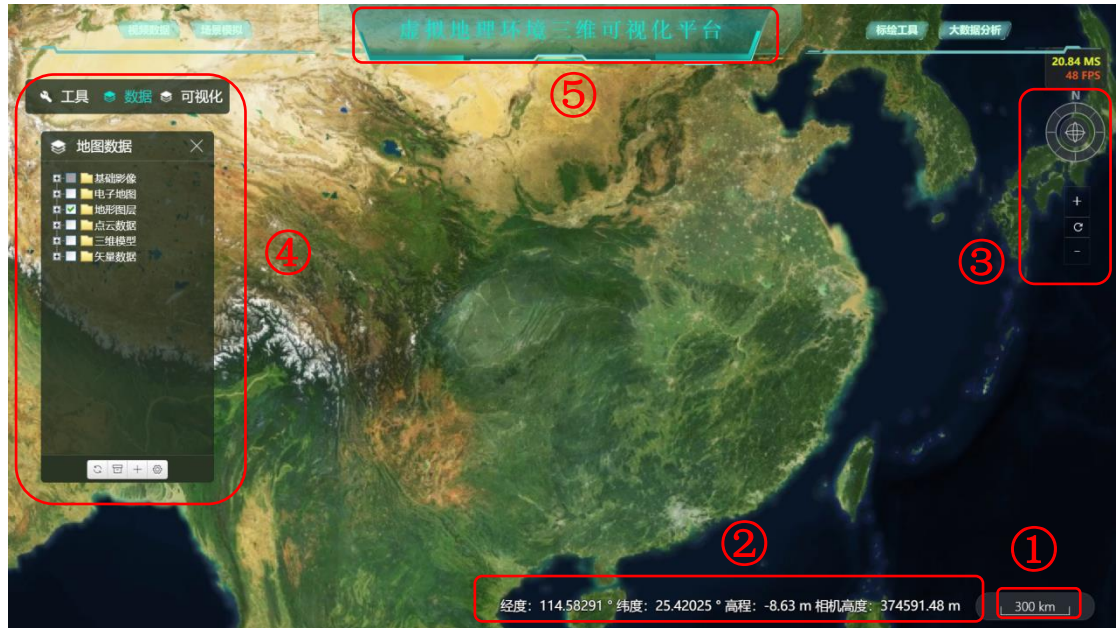 虚拟地理环境三维可视化平台
视频数据 场景模拟
标绘工具 大数据分析
⑤
20.84 MS
48 FPS
工具 数据 可视化
N
地图数据
基础影像
电子地图
地形图层
点云数据
三维模型
矢量数据
+
-
④
③
②
①
经度：114.58291 ° 纬度：25.42025 ° 高程：-8.63 m 相机高度：374591.48 m
300 km